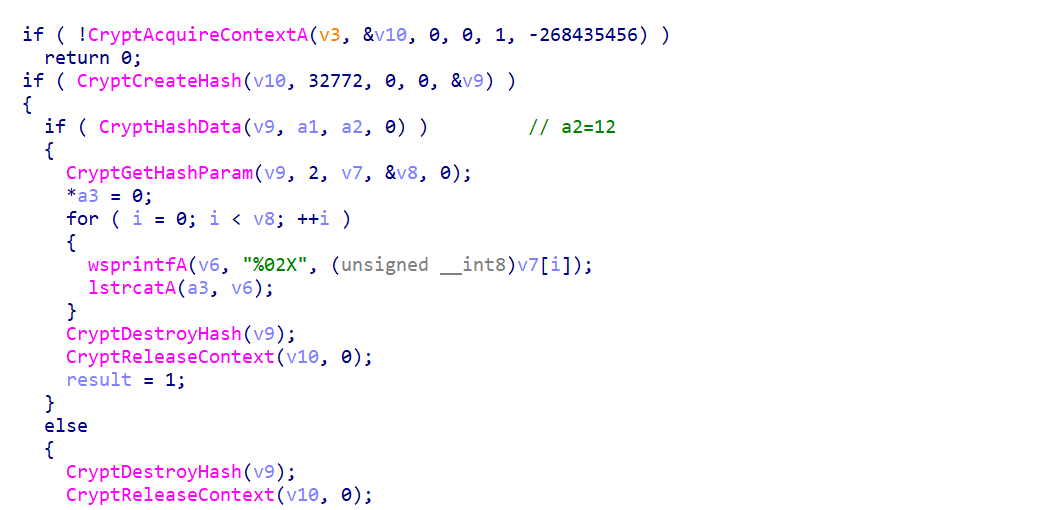 if ( !CryptAcquireContextA(v3, &v10, 0, 0, 1, -268435456) )
  return 0;
if ( CryptCreateHash(v10, 32772, 0, 0, &v9) )
{
  if ( CryptHashData(v9, a1, a2, 0) )         // a2=12
  {
    CryptGetHashParam(v9, 2, v7, &v8, 0);
    *a3 = 0;
    for ( i = 0; i < v8; ++i )
    {
      wsprintfA(v6, "%02X", (unsigned __int8)v7[i]);
      lstrcatA(a3, v6);
    }
    CryptDestroyHash(v9);
    CryptReleaseContext(v10, 0);
    result = 1;
  }
  else
  {
    CryptDestroyHash(v9);
    CryptReleaseContext(v10, 0);